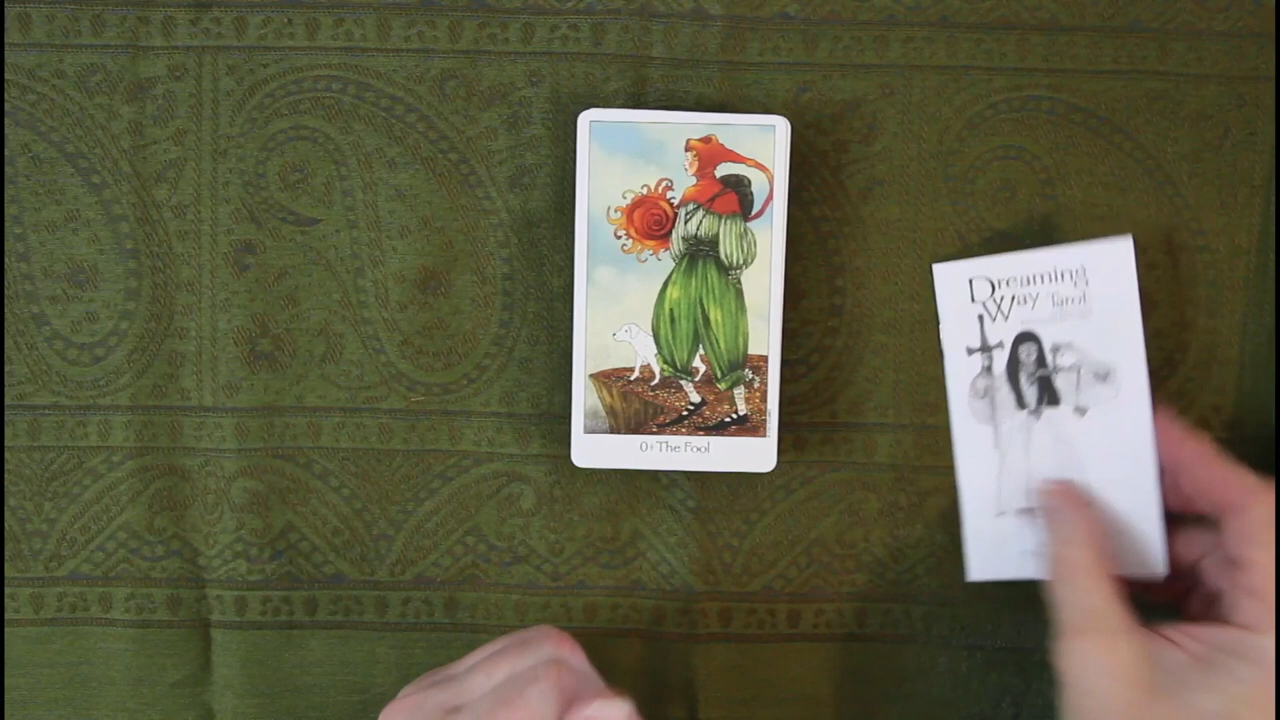 0 • The Fool
Dreaming
Way Tarot